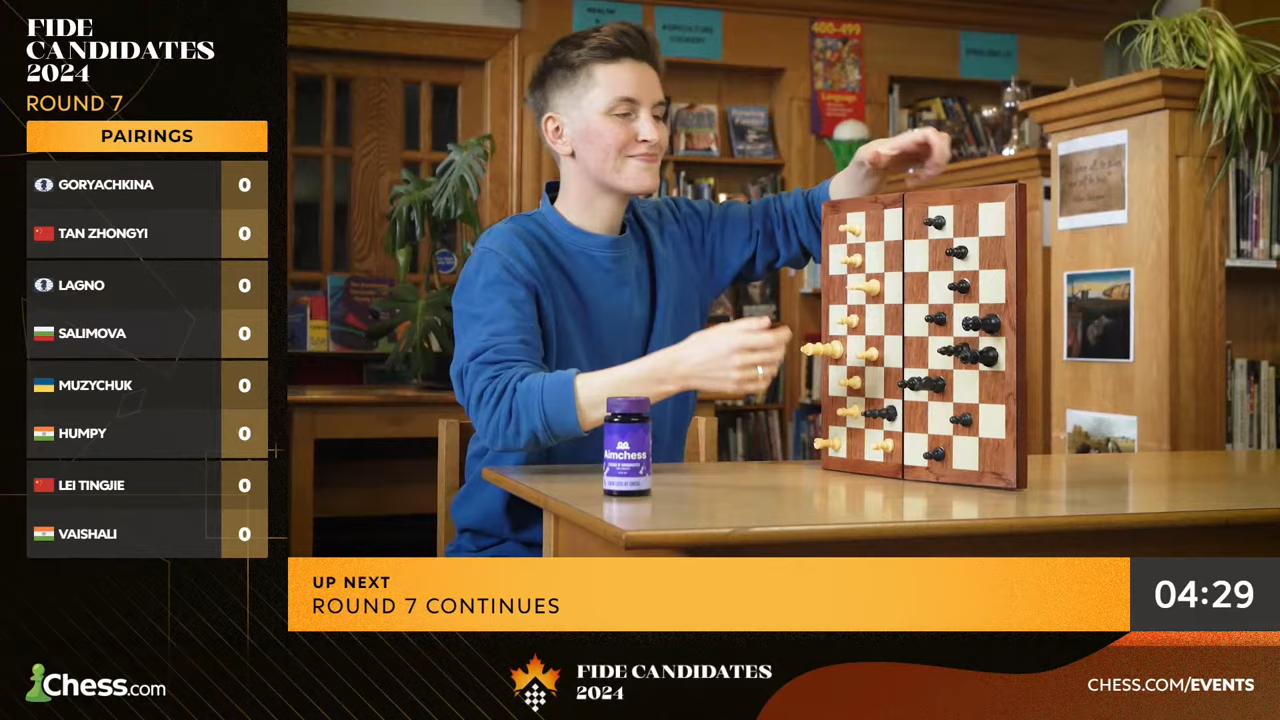 FIDE
CANDIDATES
2024
ROUND 7
PAIRINGS
GORYACHKINA 0
TAN ZHONGYI 0
LAGNO 0
SALIMOVA 0
MUZYCHUK 0
HUMPY 0
LEI TINGJIE 0
VAISHALI 0
400-499
Aimchess
UP NEXT
ROUND 7 CONTINUES
04:29
Chess.com
FIDE CANDIDATES
2024
CHESS.COM/EVENTS